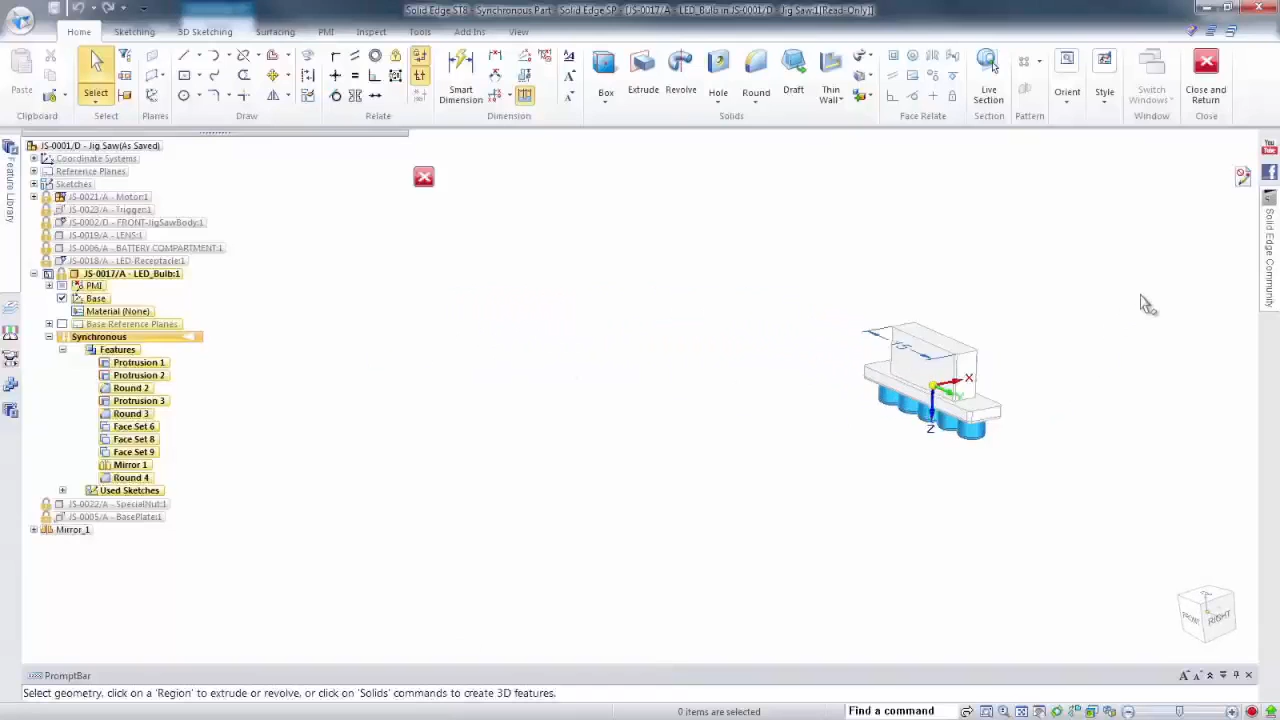 Solid Edge ST8 - Synchronous Part - [Solid Edge.SP - (JS-0017/A - LED_Bulb in JS-0001/D - Jig Saw:1[Read-Only])]
Home Sketching 3D Sketching Surfacing PMI Inspect Tools Add-Ins View
Paste
Select
Smart Dimension
Box
Extrude
Revolve
Hole
Round
Draft
Thin Wall
Live Section
Orient
Style
Switch Windows
Close and Return
Clipboard Select Planes Draw Relate Dimension Solids Face Relate Section Pattern Window Close
Feature Library
JS-0001/D - Jig Saw(As Saved)
Coordinate Systems
Reference Planes
Sketches
JS-0021/A - Motor:1
JS-0023/A - Trigger:1
JS-0002/D - FRONT-JigSawBody:1
JS-0019/A - LENS:1
JS-0006/A - BATTERY COMPARTMENT:1
JS-0018/A - LED-Receptacle:1
JS-0017/A - LED_Bulb:1
PMI
Base
Material (None)
Base Reference Planes
Synchronous
Features
Protrusion 1
Protrusion 2
Round 2
Protrusion 3
Round 3
Face Set 6
Face Set 8
Face Set 9
Mirror 1
Round 4
Used Sketches
JS-0022/A - SpecialNut:1
JS-0005/A - BasePlate:1
Mirror_1
X
Z
FRONT
RIGHT
You Tube
Solid Edge Community
PromptBar
Select geometry, click on a 'Region' to extrude or revolve, or click on 'Solids' commands to create 3D features.
0 items are selected
Find a command